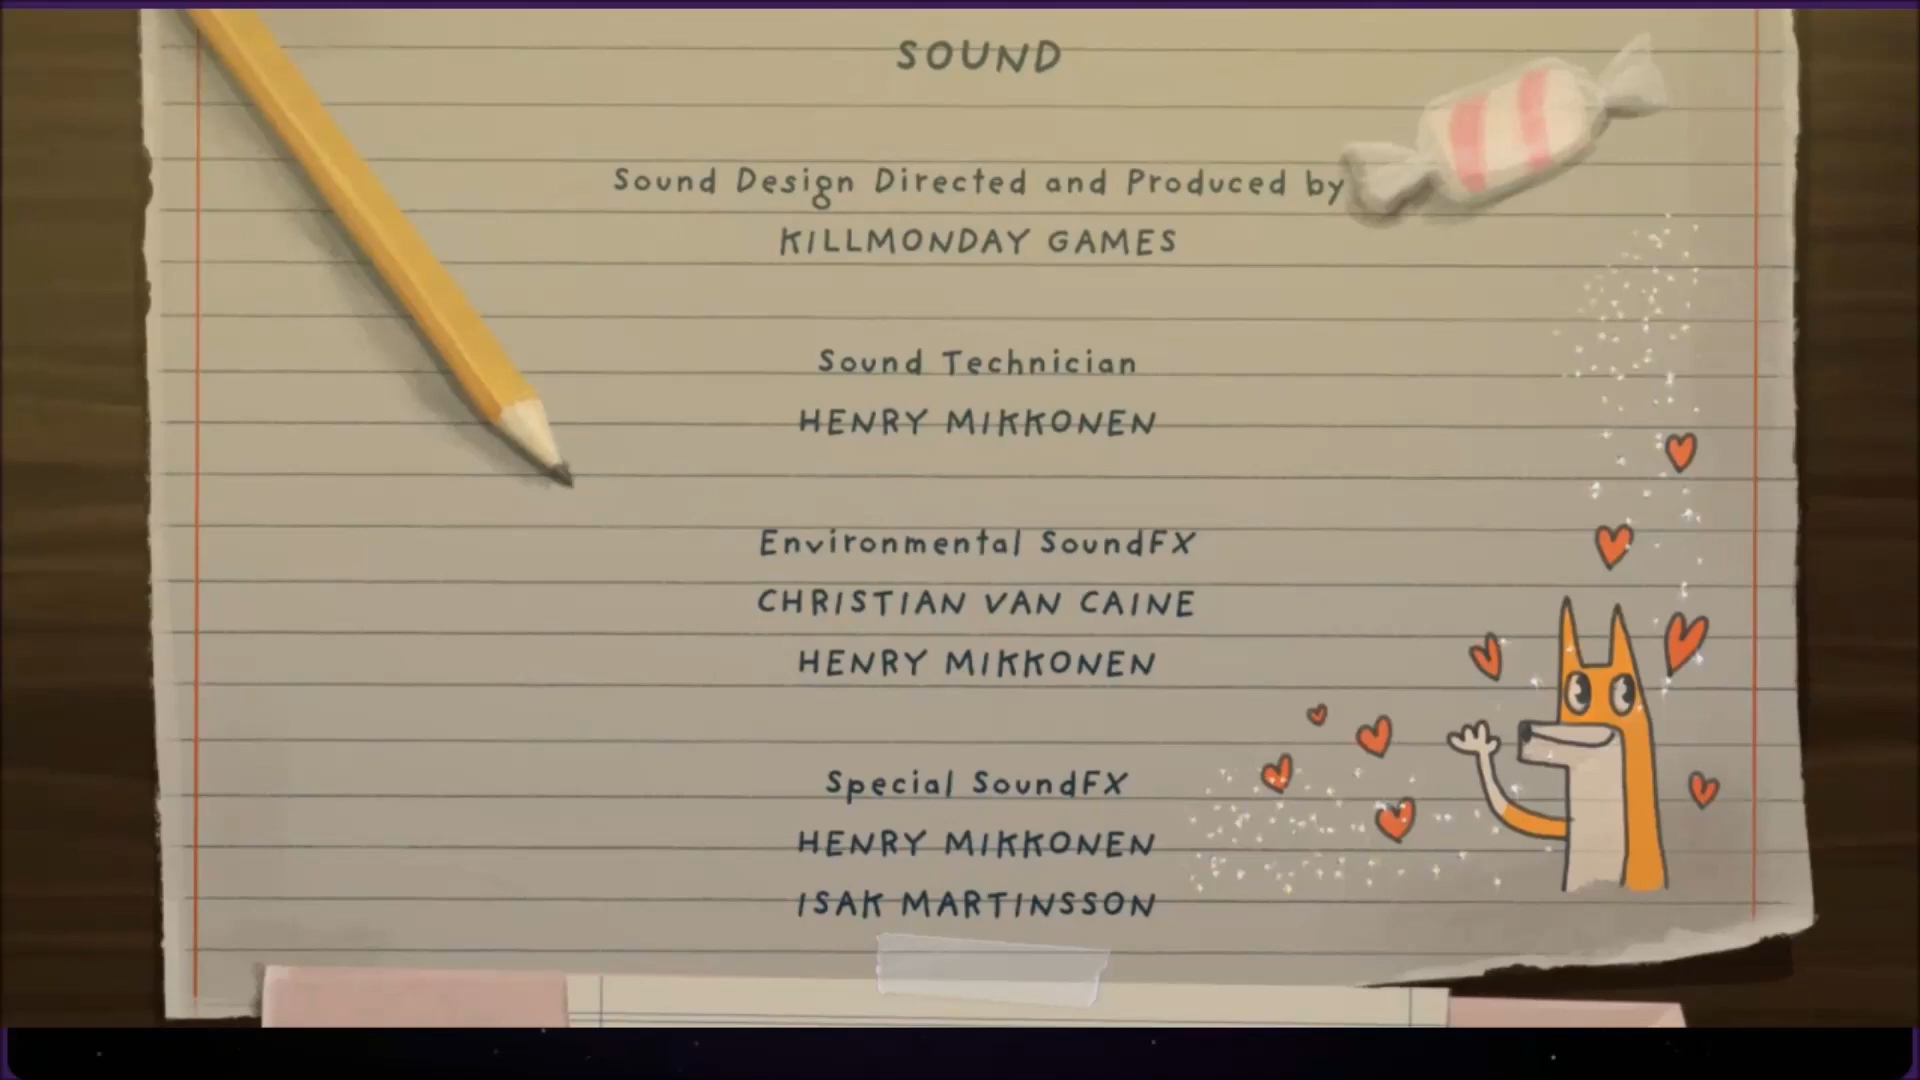 SOUND
Sound Design Directed and Produced by
KILLMONDAY GAMES
Sound Technician
HENRY MIKKONEN
Environmental SoundFX
CHRISTIAN VAN CAINE
HENRY MIKKONEN
Special SoundFX
HENRY MIKKONEN
ISAK MARTINSSON